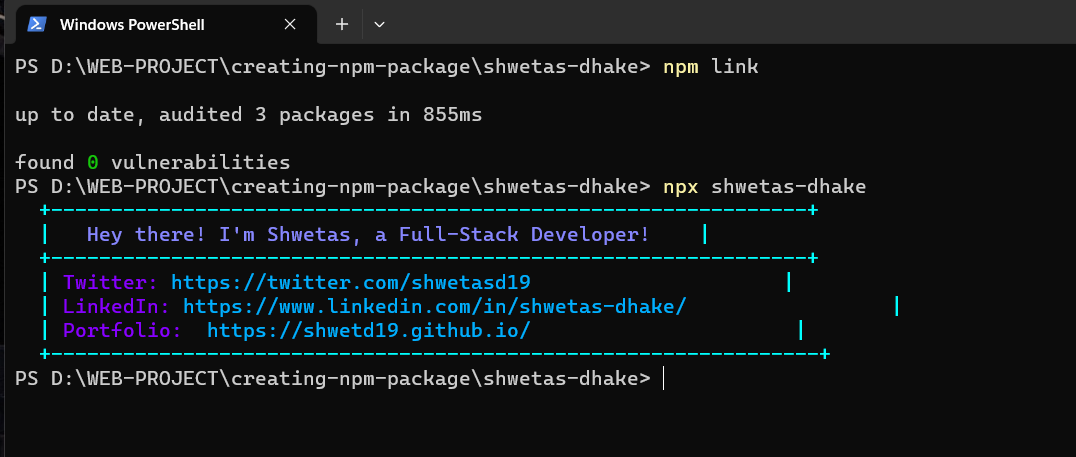 Windows PowerShell
PS D:\WEB-PROJECT\creating-npm-package\shwetas-dhake> npm link
up to date, audited 3 packages in 855ms
found 0 vulnerabilities
PS D:\WEB-PROJECT\creating-npm-package\shwetas-dhake> npx shwetas-dhake
+---------------------------------------------------------------+
|   Hey there! I'm Shwetas, a Full-Stack Developer!    |
+---------------------------------------------------------------+
| Twitter: https://twitter.com/shwetasd19                     |
| LinkedIn: https://www.linkedin.com/in/shwetas-dhake/                 |
| Portfolio:  https://shwetd19.github.io/                      |
+----------------------------------------------------------------+
PS D:\WEB-PROJECT\creating-npm-package\shwetas-dhake>